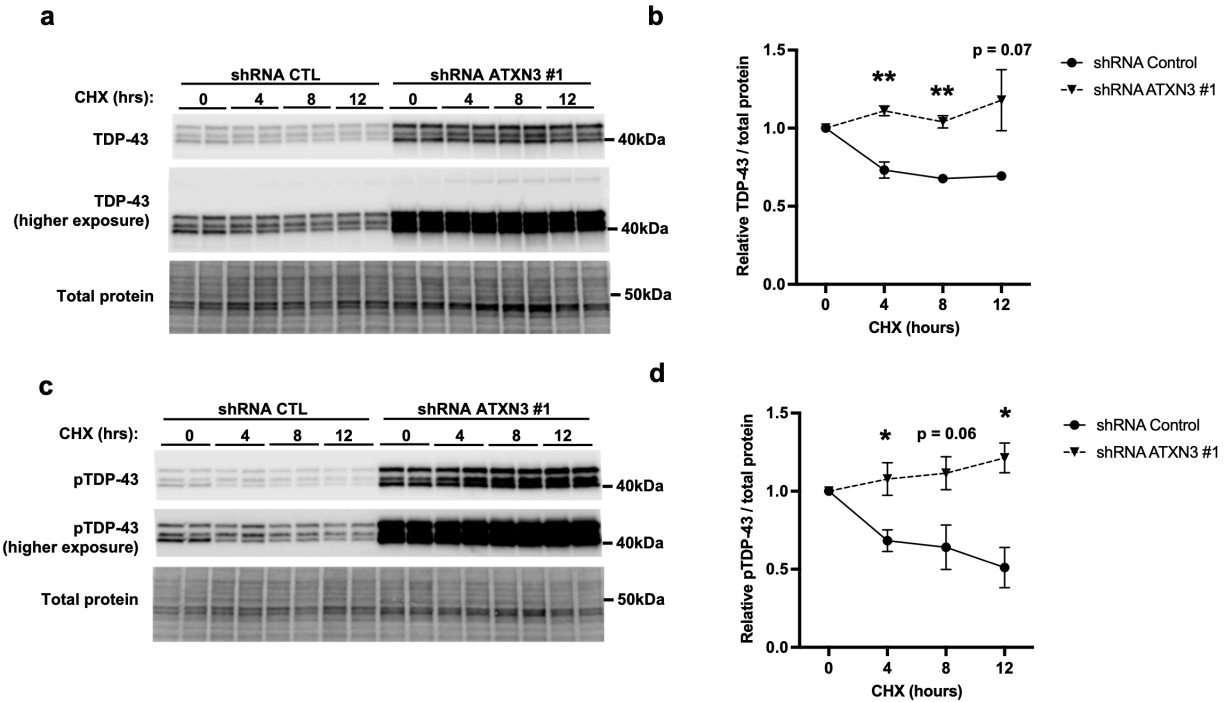 a
shRNA CTL shRNA ATXN3 #1
CHX (hrs): 0 4 8 12 0 4 8 12
TDP-43
40kDa
TDP-43
(higher exposure)
40kDa
Total protein
50kDa
b
1.5
1.0
0.5
0.0
Relative TDP-43 / total protein
** ** p = 0.07
0 4 8 12
CHX (hours)
shRNA Control
shRNA ATXN3 #1
c
shRNA CTL shRNA ATXN3 #1
CHX (hrs): 0 4 8 12 0 4 8 12
pTDP-43
40kDa
pTDP-43
(higher exposure)
40kDa
Total protein
50kDa
d
1.5
1.0
0.5
0.0
Relative pTDP-43 / total protein
* p = 0.06 *
0 4 8 12
CHX (hours)
shRNA Control
shRNA ATXN3 #1